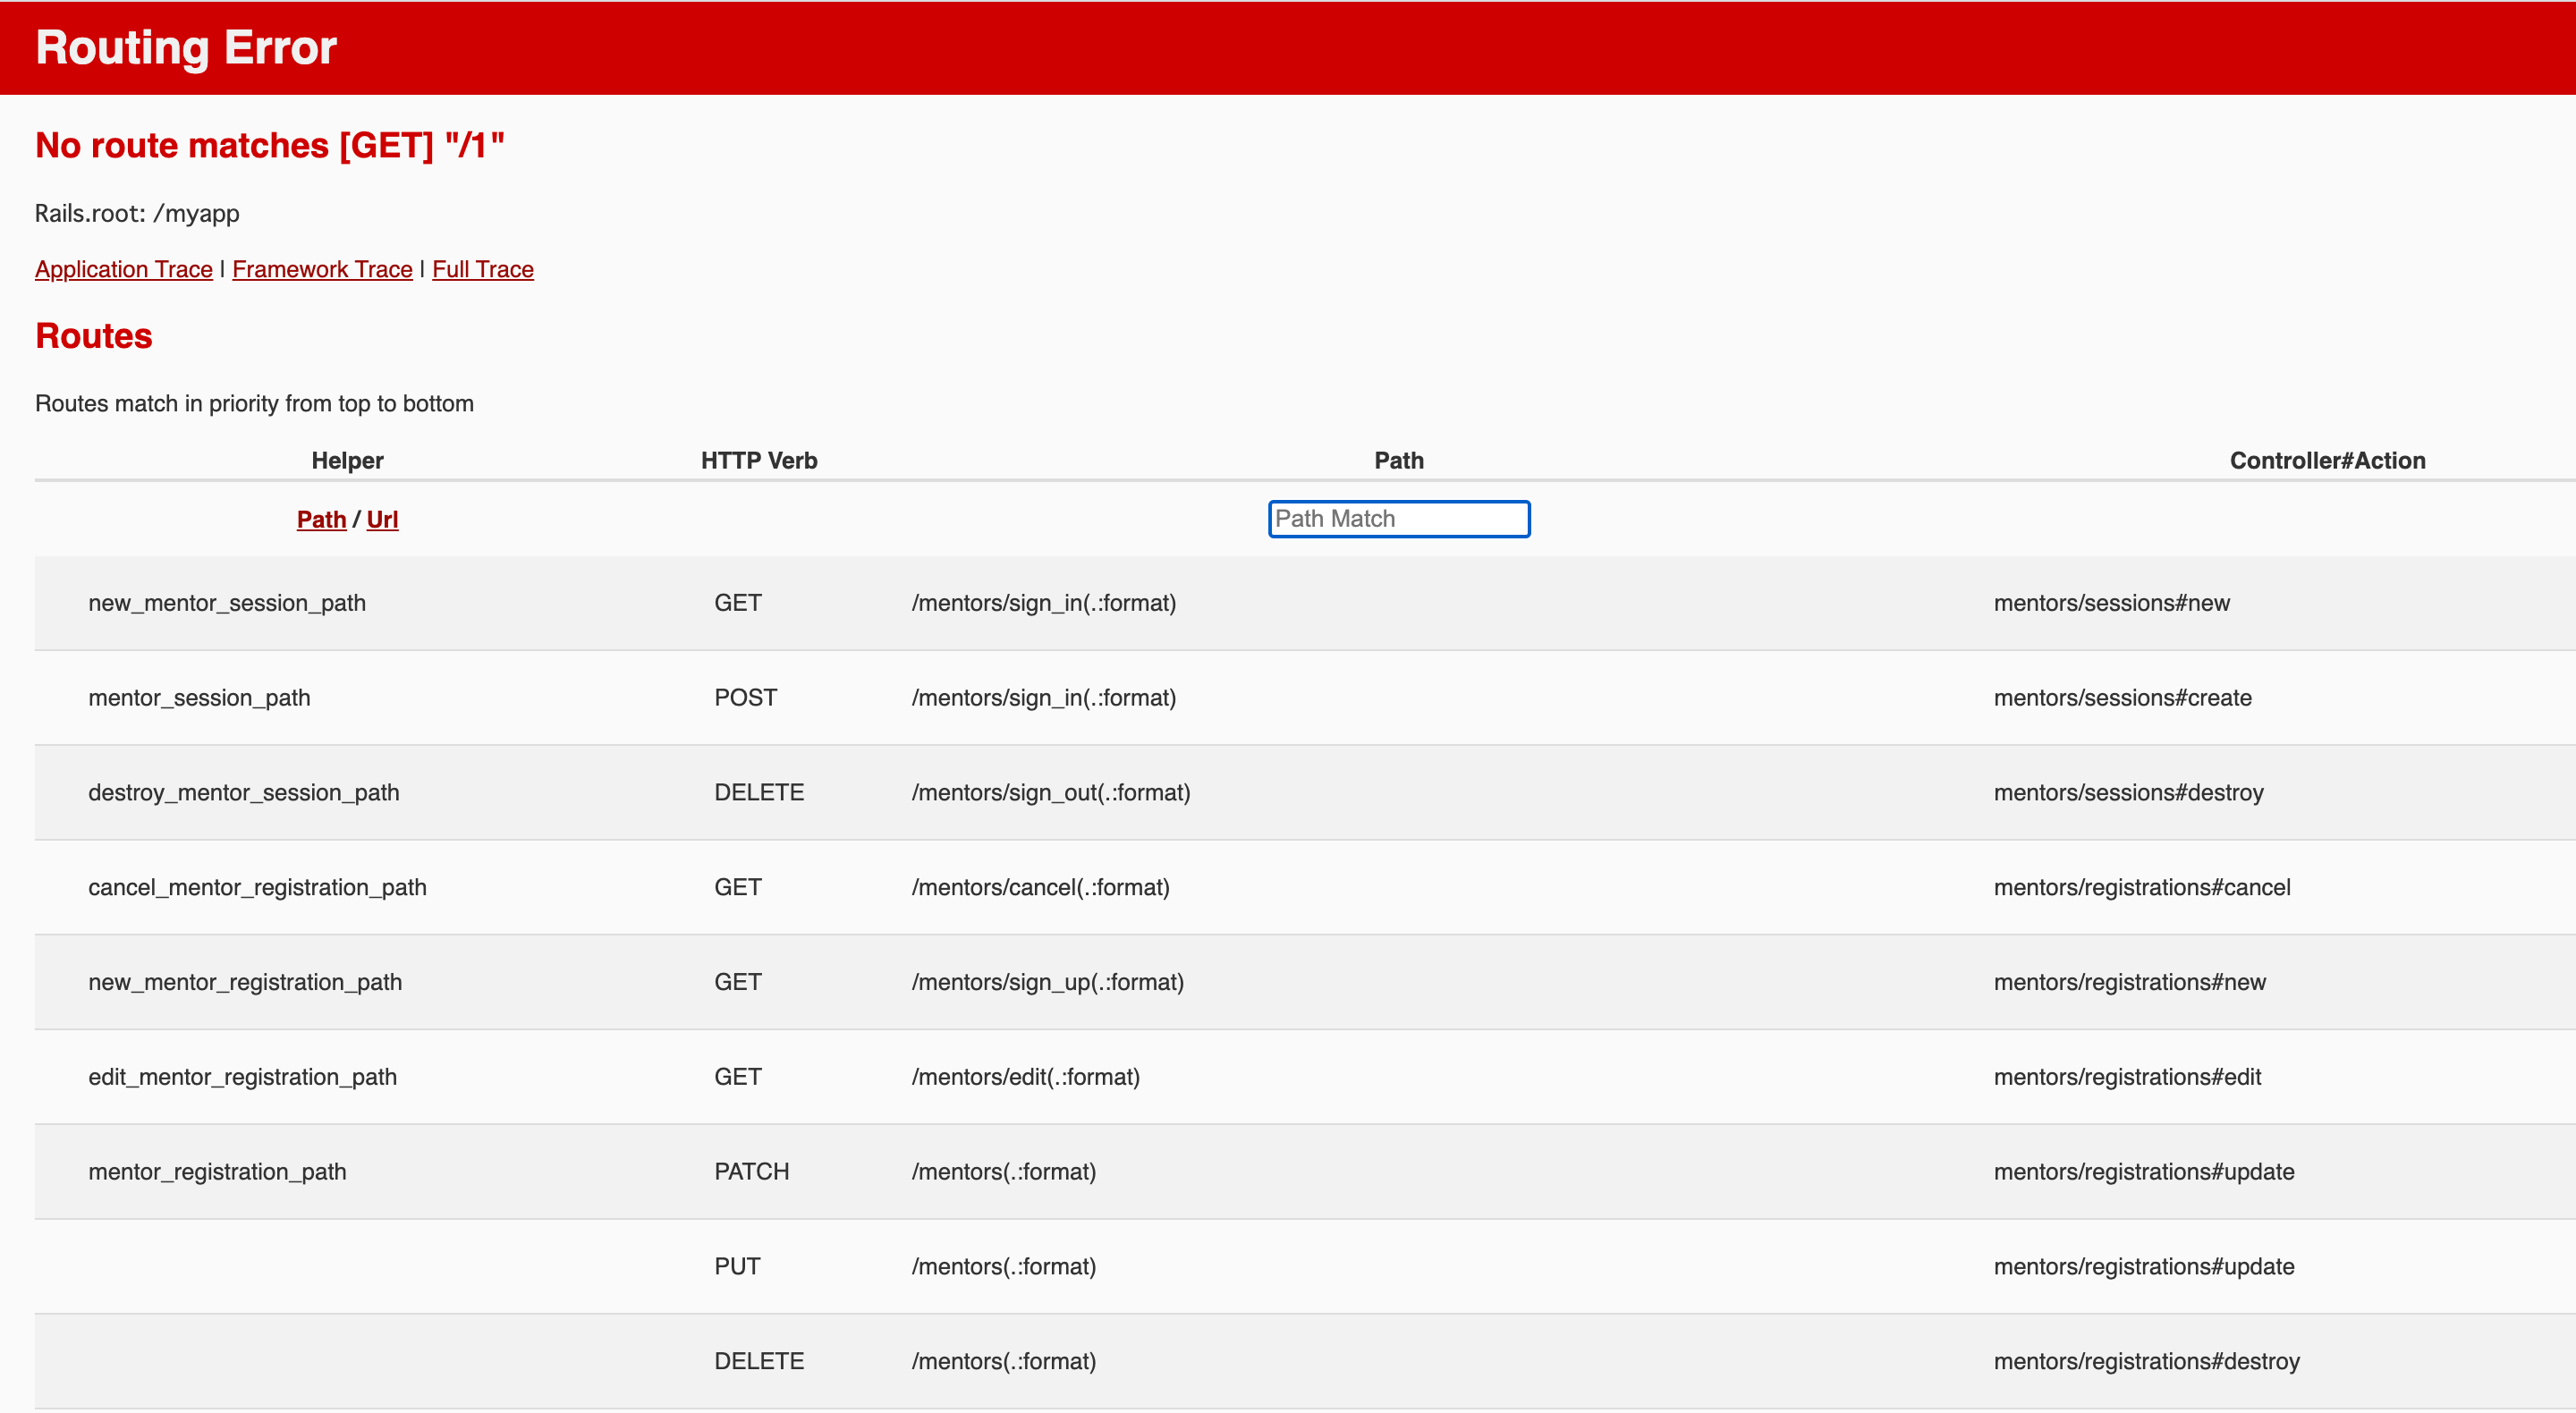 Routing Error
No route matches [GET] "/1"
Rails.root: /myapp
Application Trace | Framework Trace | Full Trace
Routes
Routes match in priority from top to bottom
Helper HTTP Verb Path Controller#Action
Path / Url Path Match
new_mentor_session_path GET /mentors/sign_in(.:format) mentors/sessions#new
mentor_session_path POST /mentors/sign_in(.:format) mentors/sessions#create
destroy_mentor_session_path DELETE /mentors/sign_out(.:format) mentors/sessions#destroy
cancel_mentor_registration_path GET /mentors/cancel(.:format) mentors/registrations#cancel
new_mentor_registration_path GET /mentors/sign_up(.:format) mentors/registrations#new
edit_mentor_registration_path GET /mentors/edit(.:format) mentors/registrations#edit
mentor_registration_path PATCH /mentors(.:format) mentors/registrations#update
PUT /mentors(.:format) mentors/registrations#update
DELETE /mentors(.:format) mentors/registrations#destroy